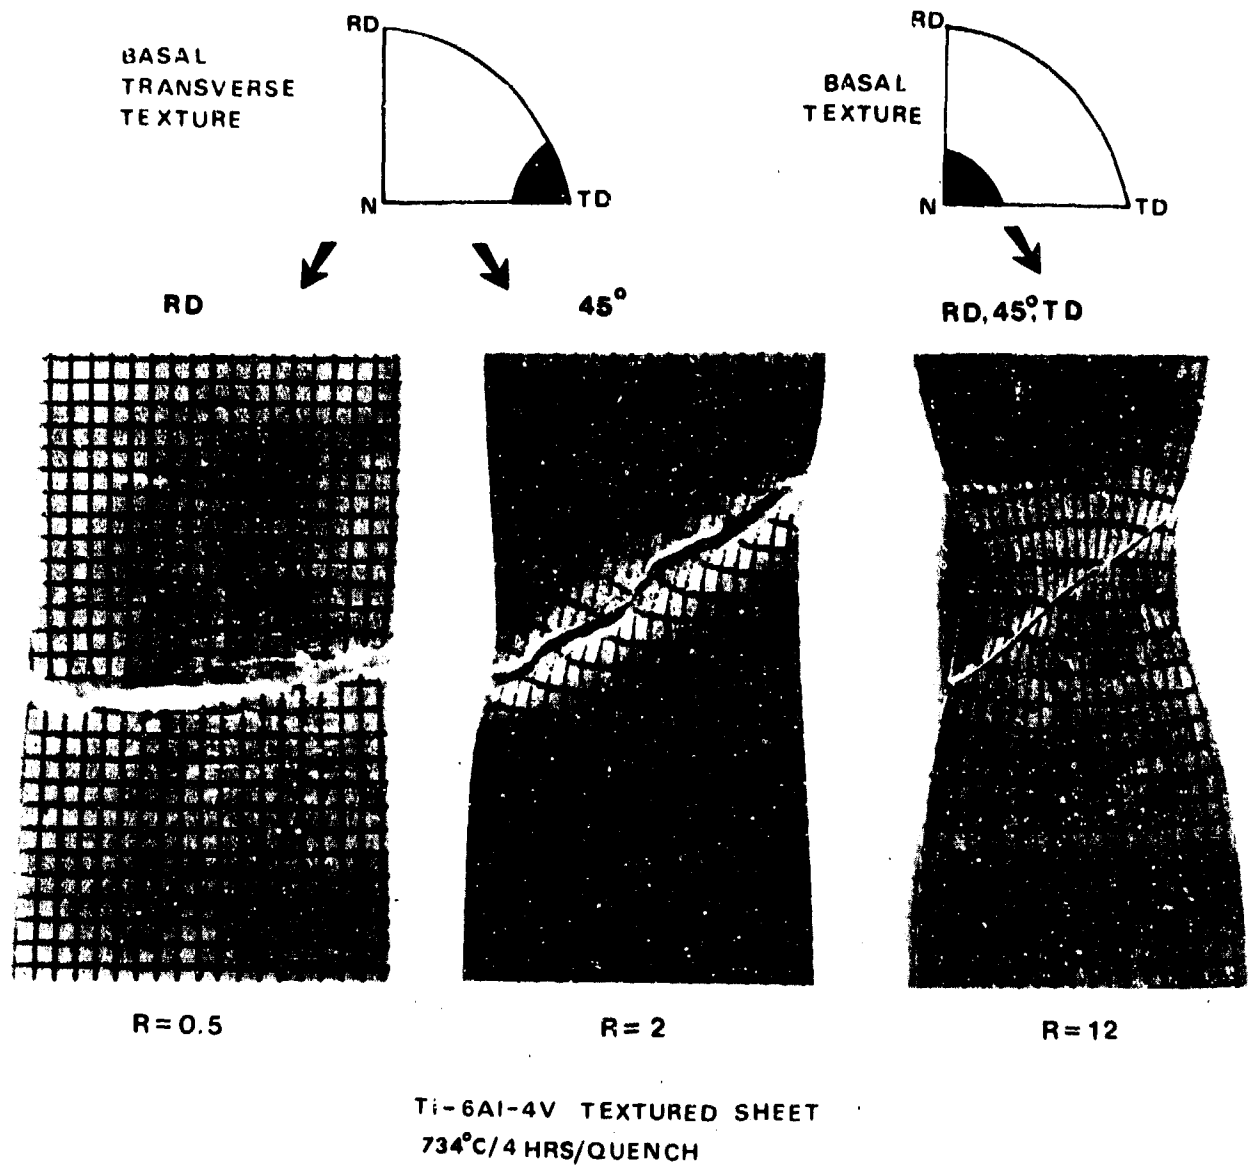 RD
BASAL
TRANSVERSE
TEXTURE
N
TD
RD
BASAL
TEXTURE
N
TD
RD
45°
RD, 45°, TD
R=0.5
R=2
R=12
Ti-6Al-4V TEXTURED SHEET
734°C/4 HRS/QUENCH